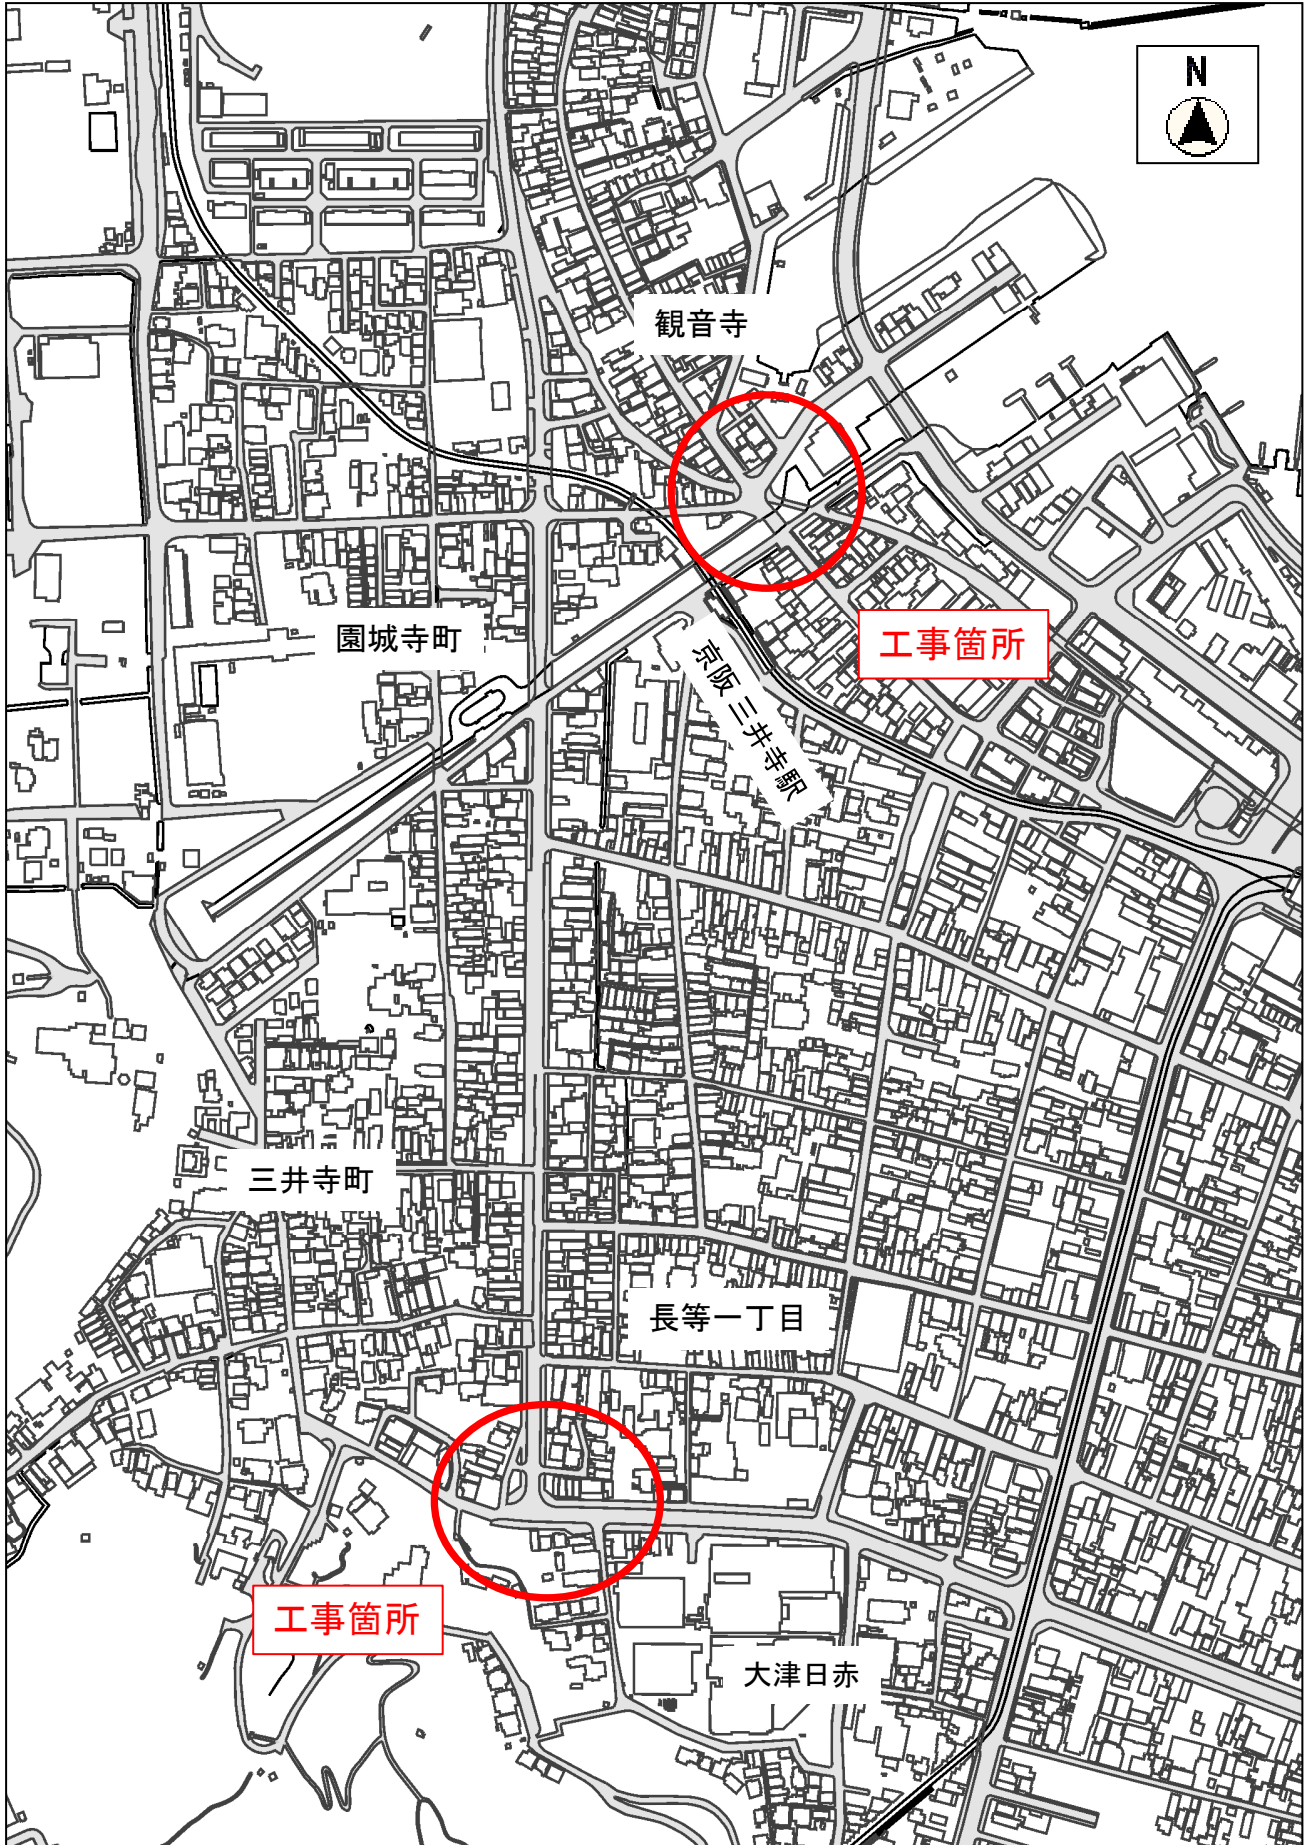 N
観音寺
工事箇所
園城寺町
京阪 三井寺駅
三井寺町
長等一丁目
工事箇所
大津日赤